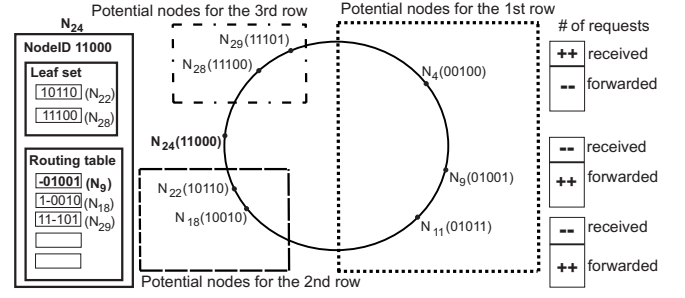 N24
NodeID 11000
Leaf set
10110 (N22)
11100 (N28)
Routing table
-01001 (N9)
1-0010 (N18)
11-101 (N29)
Potential nodes for the 3rd row
N29(11101)
N28(11100)
N24(11000)
N22(10110)
N18(10010)
Potential nodes for the 2nd row
Potential nodes for the 1st row
N4(00100)
N9(01001)
N11(01011)
# of requests
++ received
-- forwarded
-- received
++ forwarded
-- received
++ forwarded